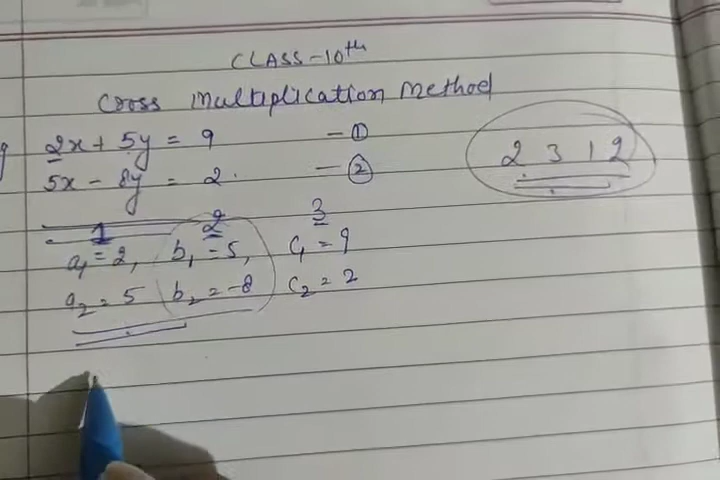 CLASS-10th
Cross Multiplication Method
2x + 5y = 9 - ①
5x - 8y = 2. - ②
2 3 1 2
1 2 3
a₁ = 2, b₁ = 5, c₁ = 9
a₂ = 5 b₂ = -8 c₂ = 2